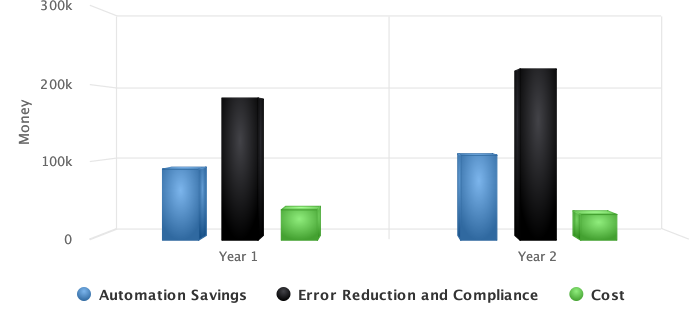 300k
200k
100k
0
Money
Year 1
Year 2
Automation Savings
Error Reduction and Compliance
Cost